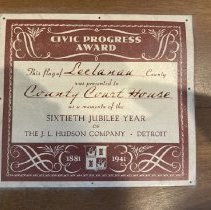 CIVIC PROGRESS
AWARD
This flag of Leelanau County
was presented to
County Court House
as a memento of the
SIXTIETH JUBILEE YEAR
OF
THE J. L. HUDSON COMPANY • DETROIT
1881 1941